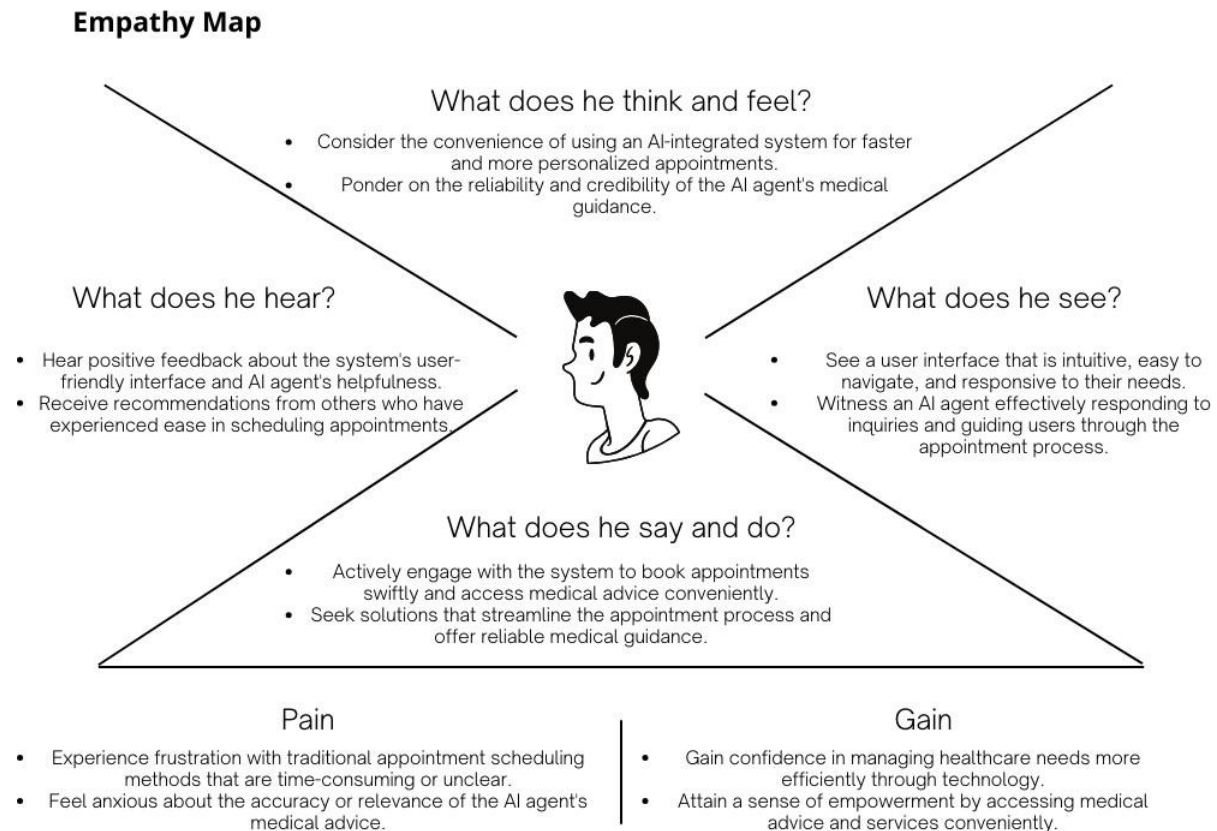 Empathy Map
What does he think and feel?
• Consider the convenience of using an AI-integrated system for faster
and more personalized appointments.
• Ponder on the reliability and credibility of the AI agent's medical
guidance.
What does he hear?
• Hear positive feedback about the system's user-
friendly interface and AI agent's helpfulness.
• Receive recommendations from others who have
experienced ease in scheduling appointments.
What does he see?
• See a user interface that is intuitive, easy to
navigate, and responsive to their needs.
• Witness an AI agent effectively responding to
inquiries and guiding users through the
appointment process.
What does he say and do?
• Actively engage with the system to book appointments
swiftly and access medical advice conveniently.
• Seek solutions that streamline the appointment process and
offer reliable medical guidance.
Pain
• Experience frustration with traditional appointment scheduling
methods that are time-consuming or unclear.
• Feel anxious about the accuracy or relevance of the AI agent's
medical advice.
Gain
• Gain confidence in managing healthcare needs more
efficiently through technology.
• Attain a sense of empowerment by accessing medical
advice and services conveniently.